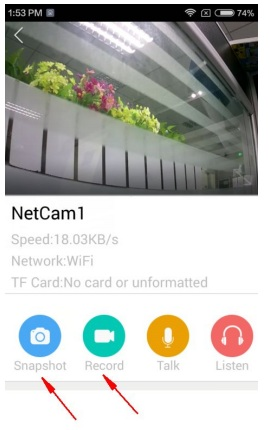 1:53 PM 74%
NetCam1
Speed:18.03KB/s
Network:WiFi
TF Card:No card or unformatted
Snapshot Record Talk Listen